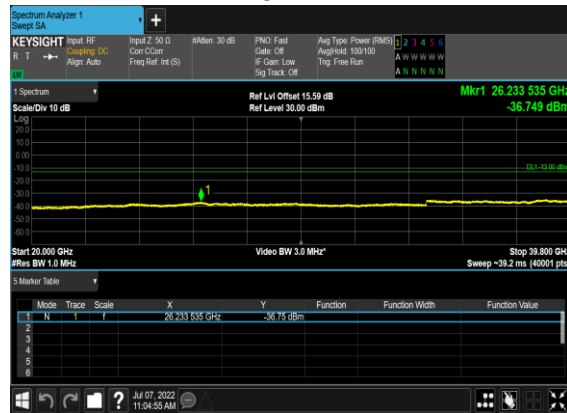 Spectrum Analyzer 1
Swept SA
KEYSIGHT Input: RF Input Z: 50 Ω #Atten: 30 dB PNO: Fast Avg Type: Power (RMS) 1 2 3 4 5 6
R T Coupling: DC Corr CCorr Gate: Off Avg|Hold: 100/100 A W W W W W
Align: Auto Freq Ref: Int (S) IF Gain: Low Trig: Free Run
Sig Track: Off A N N N N N
1 Spectrum Ref Lvl Offset 15.59 dB Mkr1 26.233 535 GHz
Scale/Div 10 dB Ref Level 30.00 dBm -36.749 dBm
Log
20.0
10.0
0.00
-10.0
DL1 -13.00 dBm
-20.0
-30.0
1
-40.0
-50.0
-60.0
Start 20.000 GHz Video BW 3.0 MHz* Stop 39.800 GHz
#Res BW 1.0 MHz Sweep ~39.2 ms (40001 pts)
5 Marker Table
Mode Trace Scale X Y Function Function Width Function Value
1 N 1 f 26.233 535 GHz -36.75 dBm
2
3
4
5
6
? Jul 07, 2022
11:04:55 AM